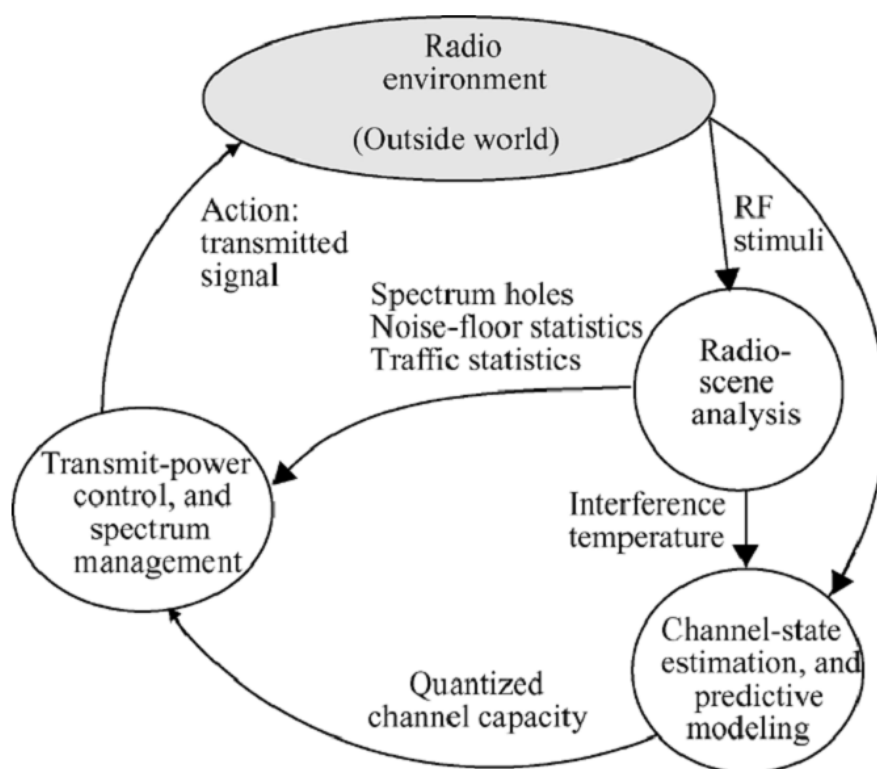 Radio
environment
(Outside world)
Action:
transmitted
signal
RF
stimuli
Spectrum holes
Noise-floor statistics
Traffic statistics
Radio-
scene
analysis
Transmit-power
control, and
spectrum
management
Interference
temperature
Channel-state
estimation, and
predictive
modeling
Quantized
channel capacity